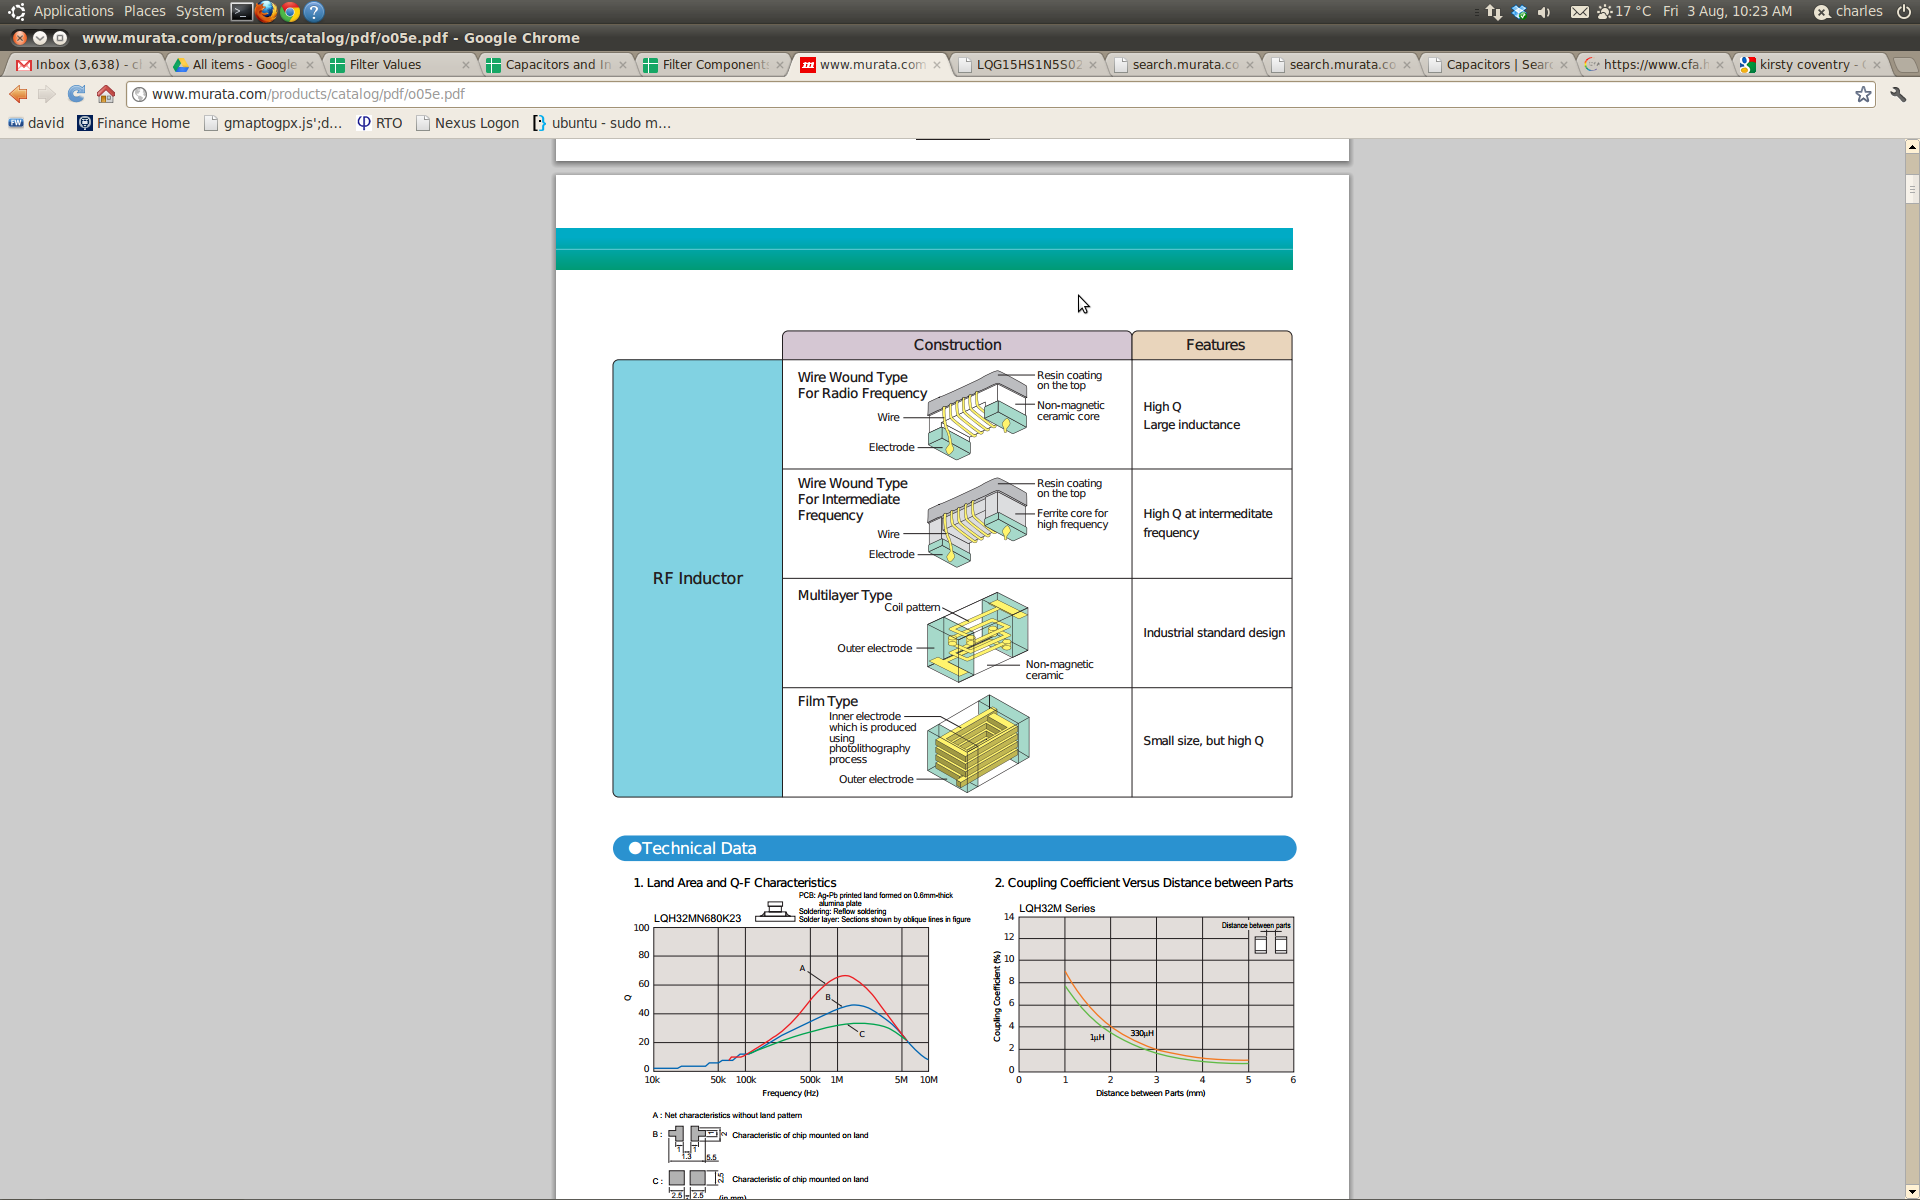 Applications Places System 17 °C Fri 3 Aug, 10:23 AM charles
www.murata.com/products/catalog/pdf/o05e.pdf - Google Chrome
Inbox (3,638) - c All items - Google Filter Values Capacitors and In Filter Component www.murata.com LQG15HS1N5S02 search.murata.co search.murata.co Capacitors | Sear https://www.cfa.h kirsty coventry -
www.murata.com/products/catalog/pdf/o05e.pdf
david Finance Home gmaptogpx.js';d... RTO Nexus Logon ubuntu - sudo m...
Construction Features
RF Inductor
Wire Wound Type
For Radio Frequency
Resin coating
on the top
Non-magnetic
ceramic core
Wire
Electrode
High Q
Large inductance
Wire Wound Type
For Intermediate
Frequency
Resin coating
on the top
Ferrite core for
high frequency
Wire
Electrode
High Q at intermeditate
frequency
Multilayer Type
Coil pattern
Outer electrode
Non-magnetic
ceramic
Industrial standard design
Film Type
Inner electrode
which is produced
using
photolithography
process
Outer electrode
Small size, but high Q
●Technical Data
1. Land Area and Q-F Characteristics
PCB: Ag-Pb printed land formed on 0.6mm-thick
alumina plate
Soldering: Reflow soldering
Solder layer: Sections shown by oblique lines in figure
LQH32MN680K23
100
80
60
40
20
0
Q
A
B
C
10k 50k 100k 500k 1M 5M 10M
Frequency (Hz)
A : Net characteristics without land pattern
B : Characteristic of chip mounted on land
1 1 1 2
1.3 5.5
C : Characteristic of chip mounted on land
2.5
2.5 1 2.5 (in mm)
2. Coupling Coefficient Versus Distance between Parts
LQH32M Series
14
12
10
8
6
4
2
0
Coupling Coefficient (%)
Distance between parts
1μH
330μH
0 1 2 3 4 5 6
Distance between Parts (mm)